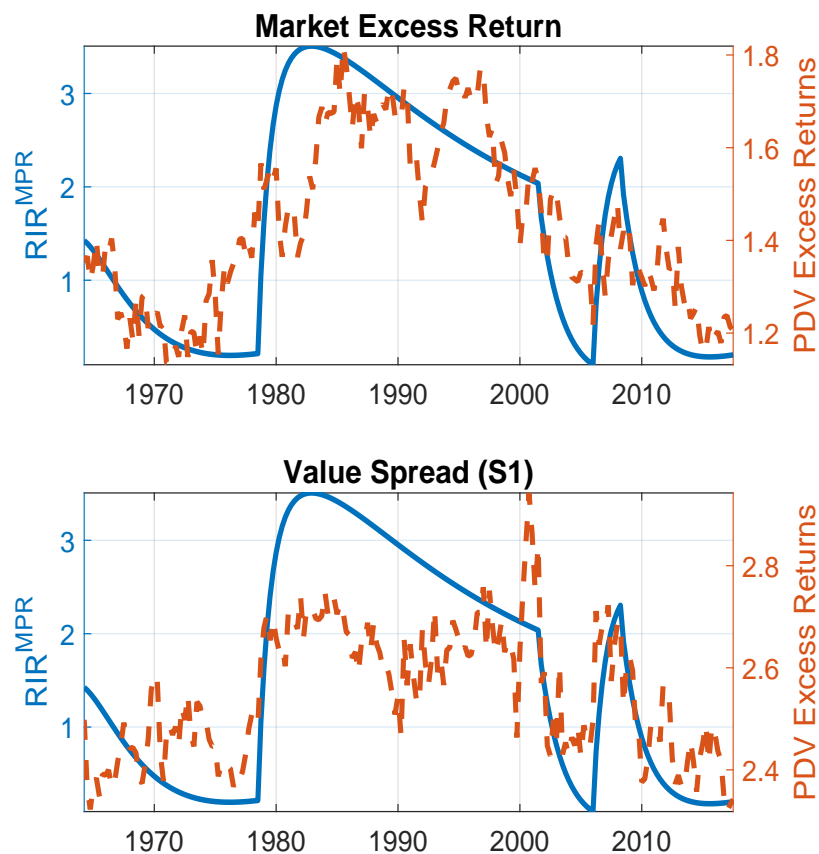 Market Excess Return
RIR^MPR
3
2
1
1.8
1.6
1.4
1.2
PDV Excess Returns
1970 1980 1990 2000 2010
Value Spread (S1)
RIR^MPR
3
2
1
2.8
2.6
2.4
PDV Excess Returns
1970 1980 1990 2000 2010